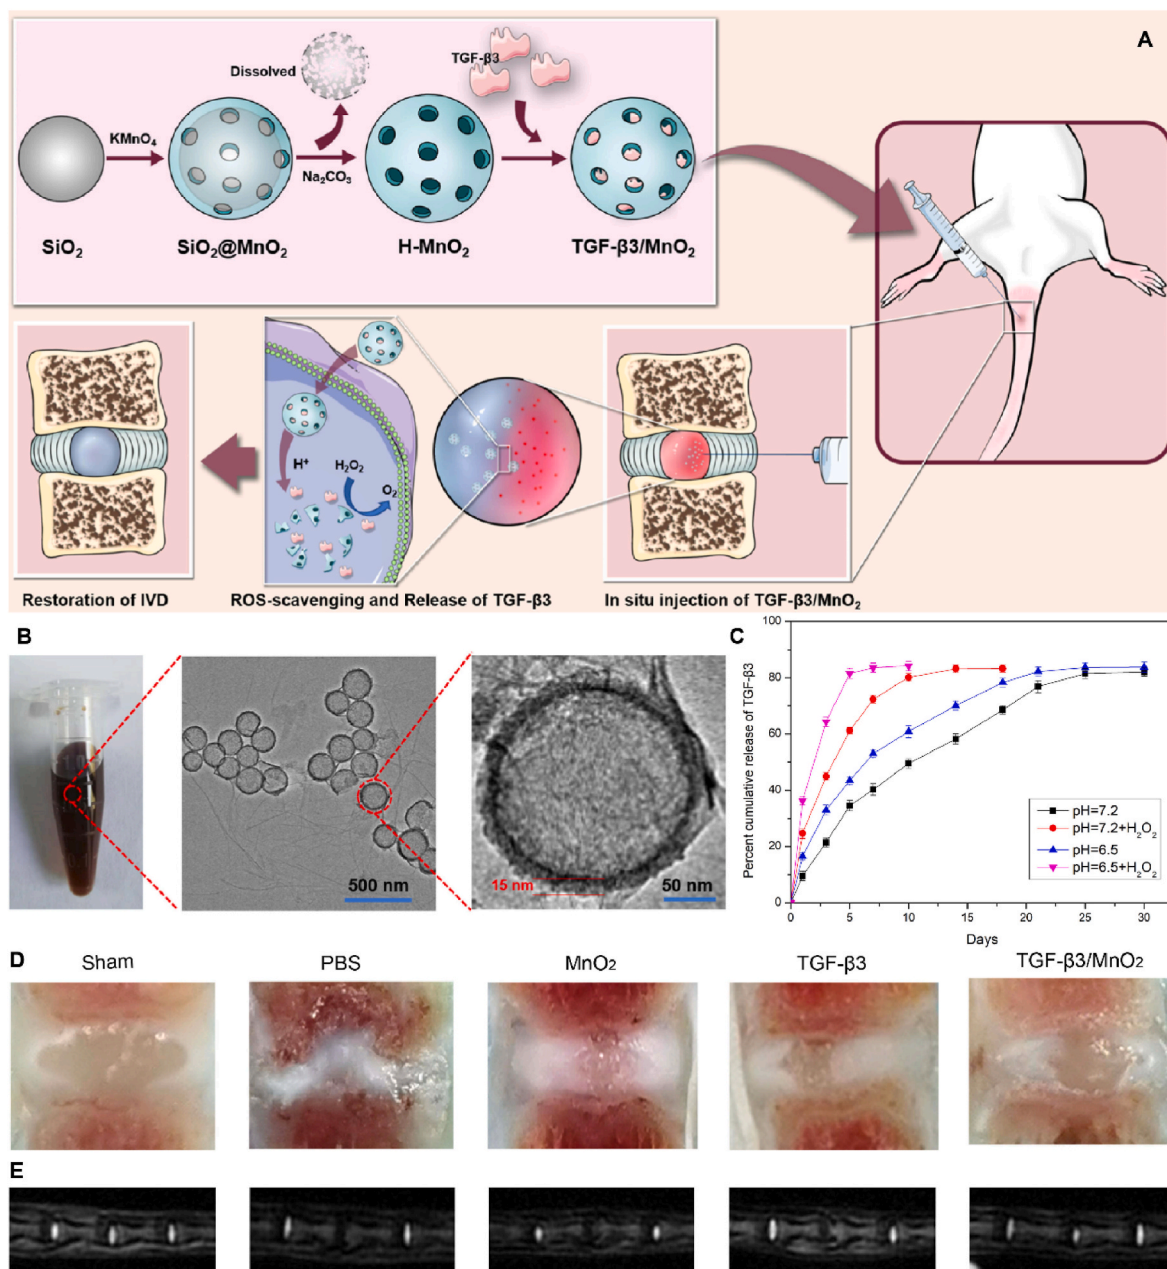 A
Dissolved
TGF-β3
KMnO₄
Na₂CO₃
SiO₂
SiO₂@MnO₂
H-MnO₂
TGF-β3/MnO₂
H⁺
H₂O₂
O₂
Restoration of IVD
ROS-scavenging and Release of TGF-β3
In situ injection of TGF-β3/MnO₂
B
500 nm
15 nm
50 nm
C
Percent cumulative release of TGF-β3
100
80
60
40
20
0
0 5 10 15 20 25 30
Days
pH=7.2
pH=7.2+H₂O₂
pH=6.5
pH=6.5+H₂O₂
D
Sham
PBS
MnO₂
TGF-β3
TGF-β3/MnO₂
E